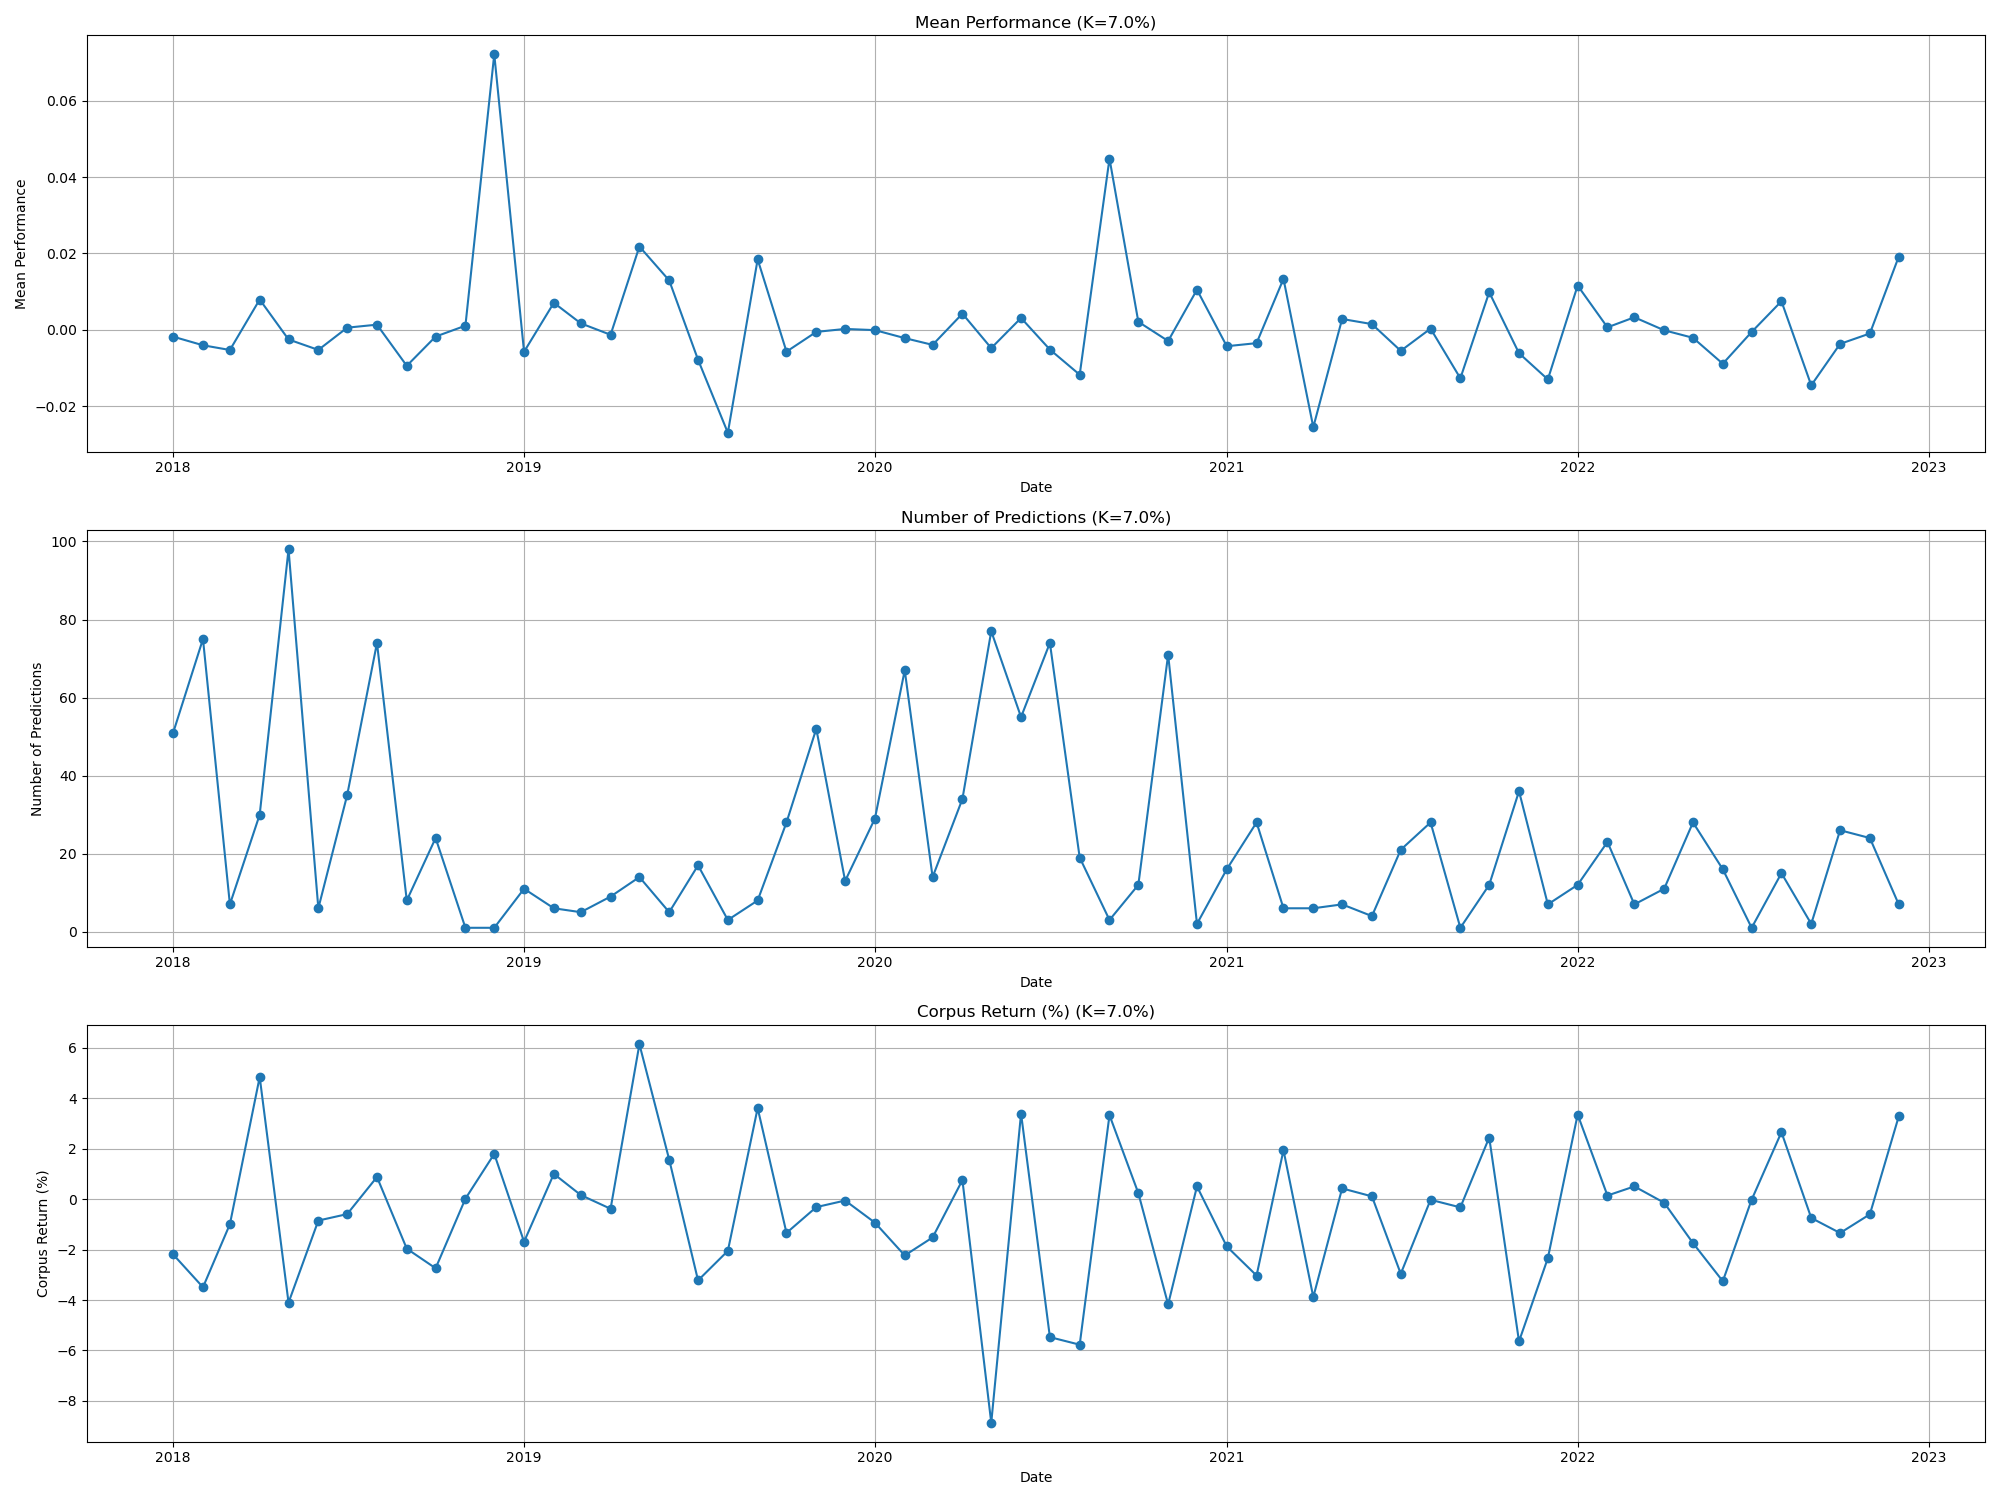 Mean Performance (K=7.0%)
Mean Performance
0.06
0.04
0.02
0.00
−0.02
2018 2019 2020 2021 2022 2023
Date
Number of Predictions (K=7.0%)
Number of Predictions
100
80
60
40
20
0
2018 2019 2020 2021 2022 2023
Date
Corpus Return (%) (K=7.0%)
Corpus Return (%)
6
4
2
0
−2
−4
−6
−8
2018 2019 2020 2021 2022 2023
Date